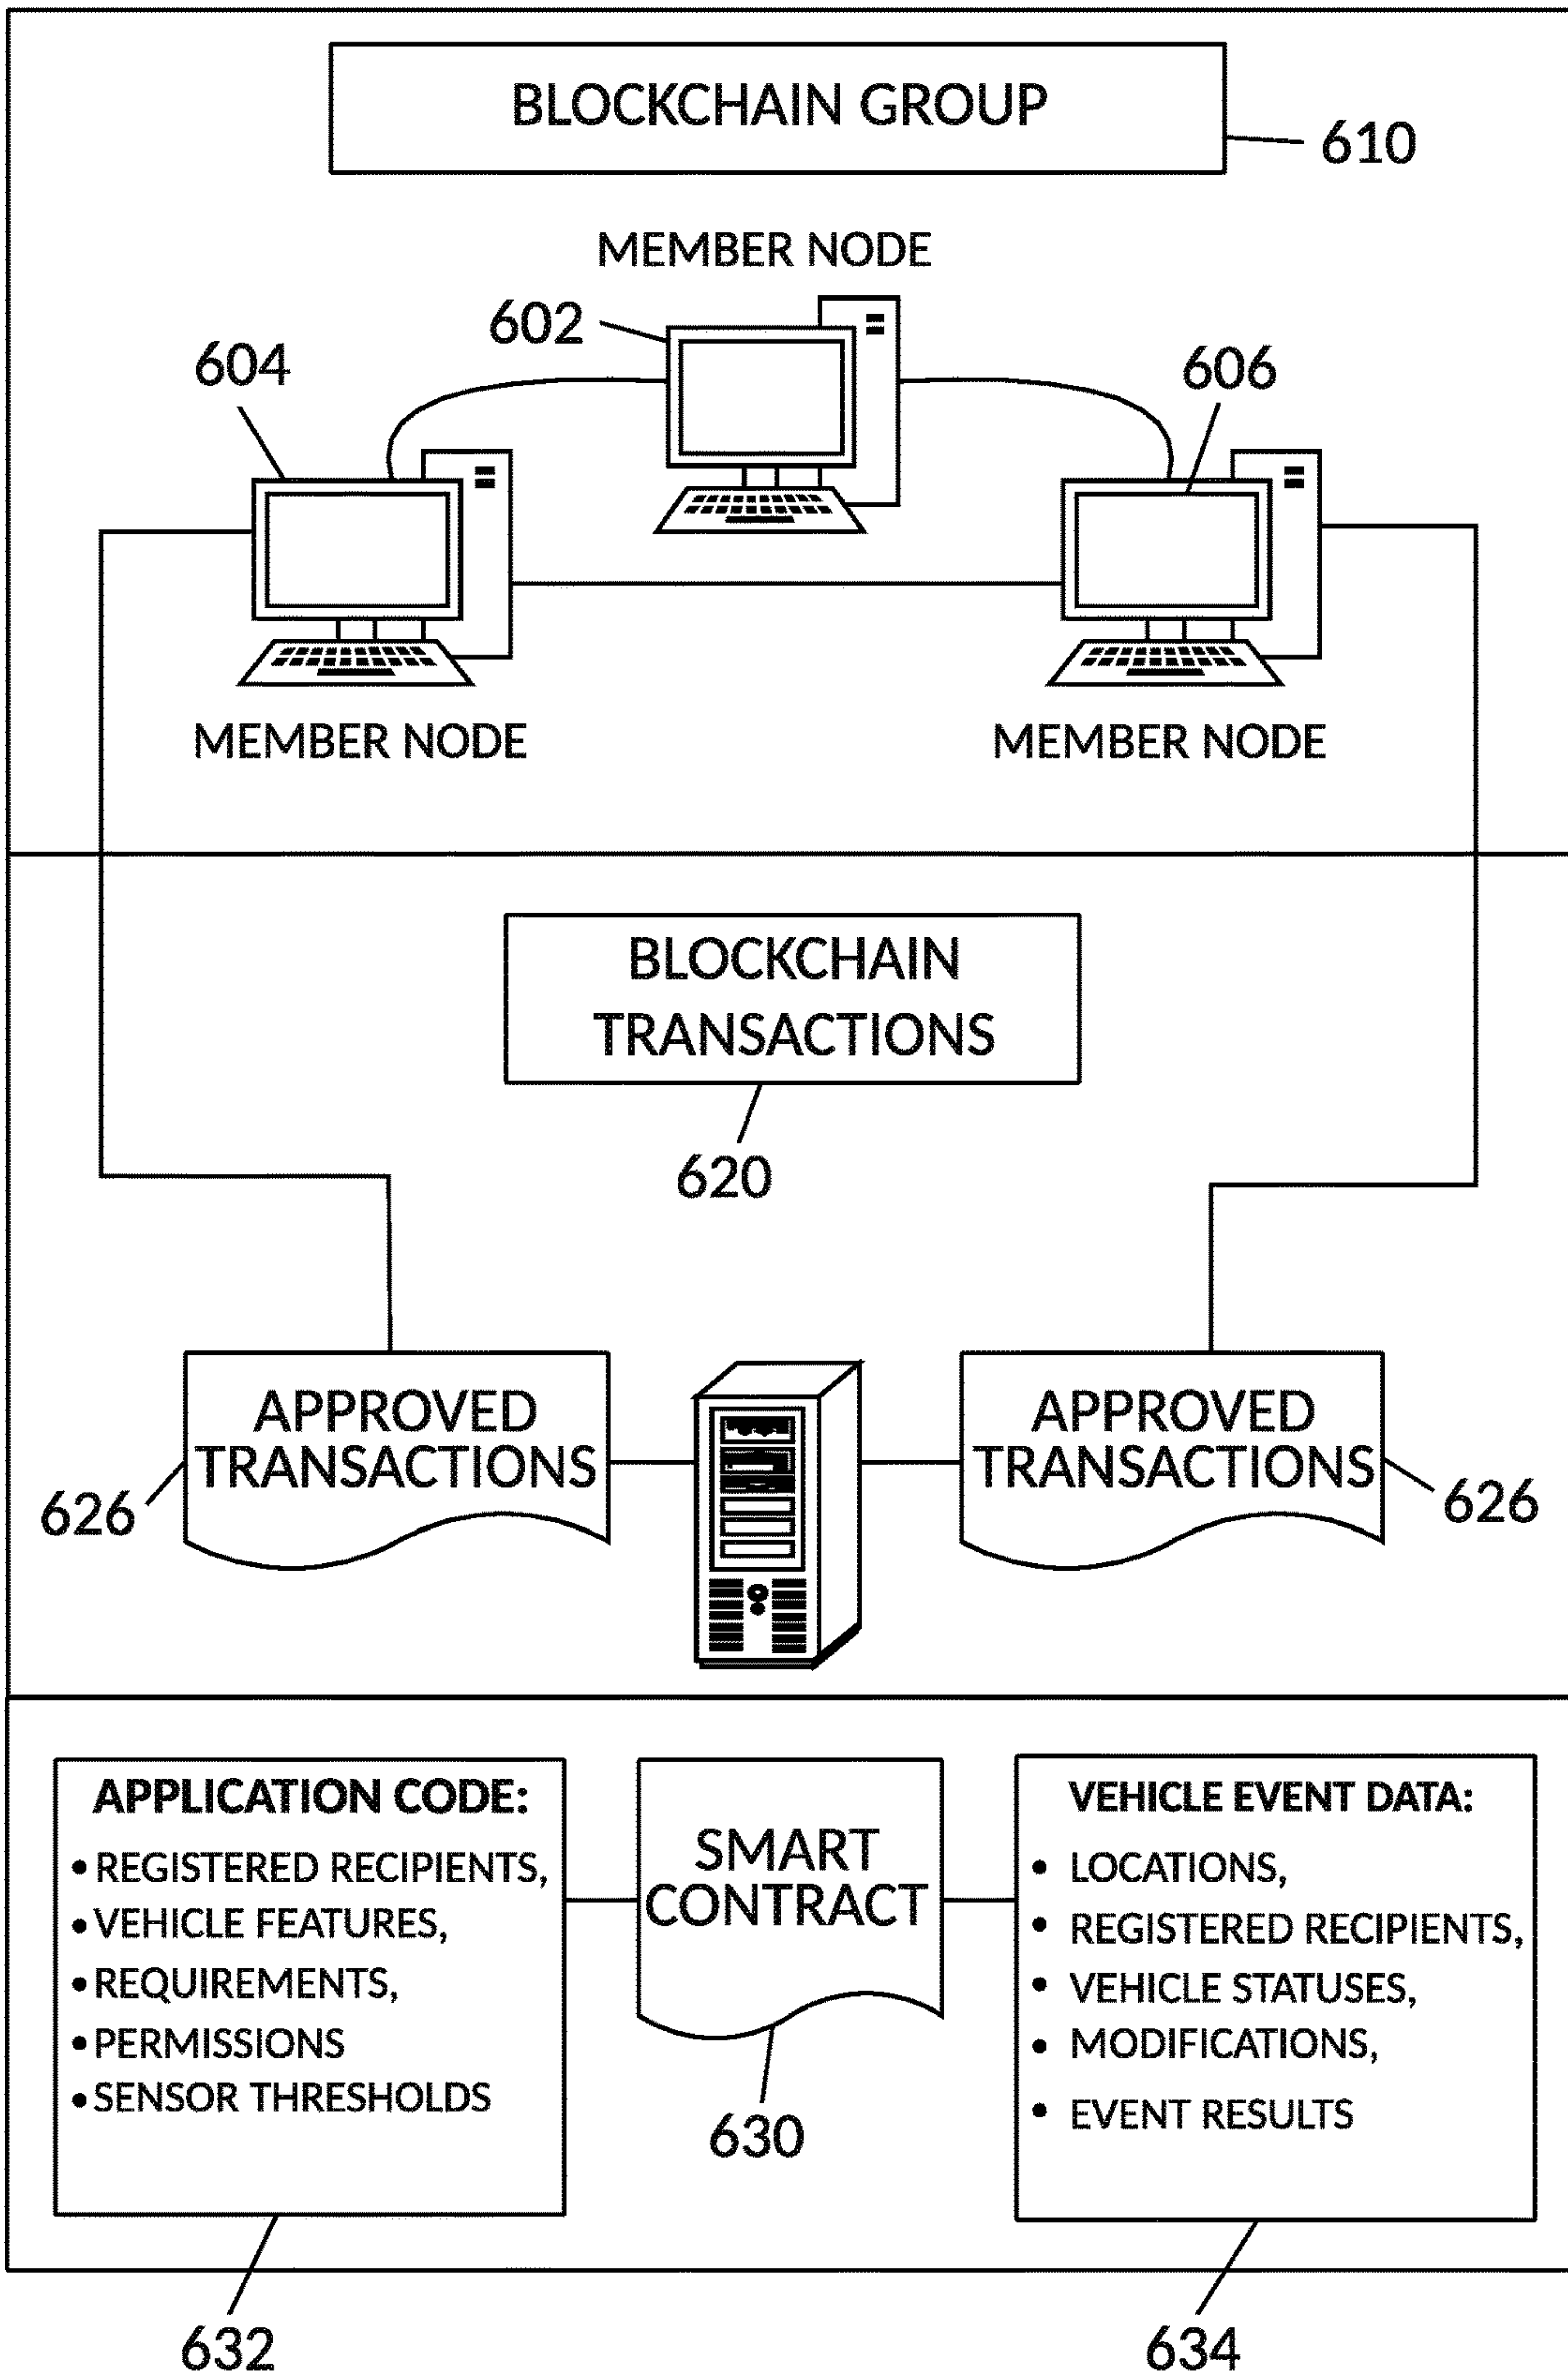 BLOCKCHAIN GROUP
610
MEMBER NODE
602
604
606
MEMBER NODE
MEMBER NODE
BLOCKCHAIN
TRANSACTIONS
620
APPROVED
TRANSACTIONS
626
APPROVED
TRANSACTIONS
626
APPLICATION CODE:
• REGISTERED RECIPIENTS,
• VEHICLE FEATURES,
• REQUIREMENTS,
• PERMISSIONS
• SENSOR THRESHOLDS
SMART
CONTRACT
630
VEHICLE EVENT DATA:
• LOCATIONS,
• REGISTERED RECIPIENTS,
• VEHICLE STATUSES,
• MODIFICATIONS,
• EVENT RESULTS
632
634